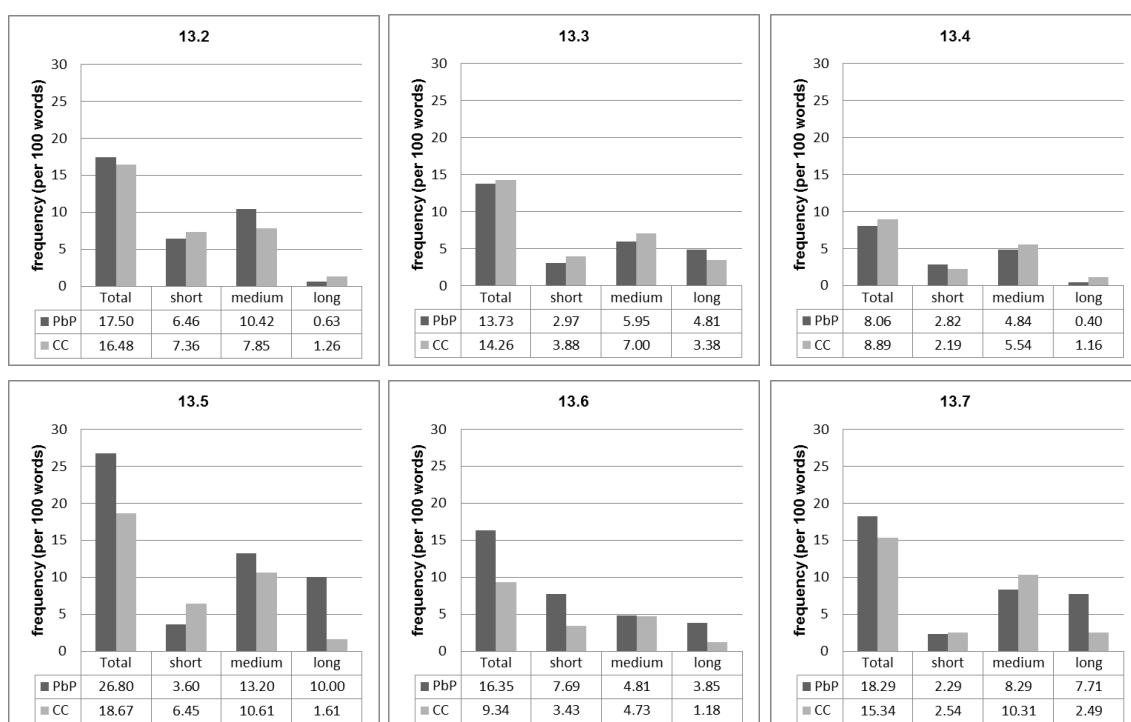 13.2
frequency (per 100 words)
30
25
20
15
10
5
0
Total short medium long
PbP 17.50 6.46 10.42 0.63
CC 16.48 7.36 7.85 1.26
13.3
frequency (per 100 words)
30
25
20
15
10
5
0
Total short medium long
PbP 13.73 2.97 5.95 4.81
CC 14.26 3.88 7.00 3.38
13.4
frequency (per 100 words)
30
25
20
15
10
5
0
Total short medium long
PbP 8.06 2.82 4.84 0.40
CC 8.89 2.19 5.54 1.16
13.5
frequency (per 100 words)
30
25
20
15
10
5
0
Total short medium long
PbP 26.80 3.60 13.20 10.00
CC 18.67 6.45 10.61 1.61
13.6
frequency (per 100 words)
30
25
20
15
10
5
0
Total short medium long
PbP 16.35 7.69 4.81 3.85
CC 9.34 3.43 4.73 1.18
13.7
frequency (per 100 words)
30
25
20
15
10
5
0
Total short medium long
PbP 18.29 2.29 8.29 7.71
CC 15.34 2.54 10.31 2.49